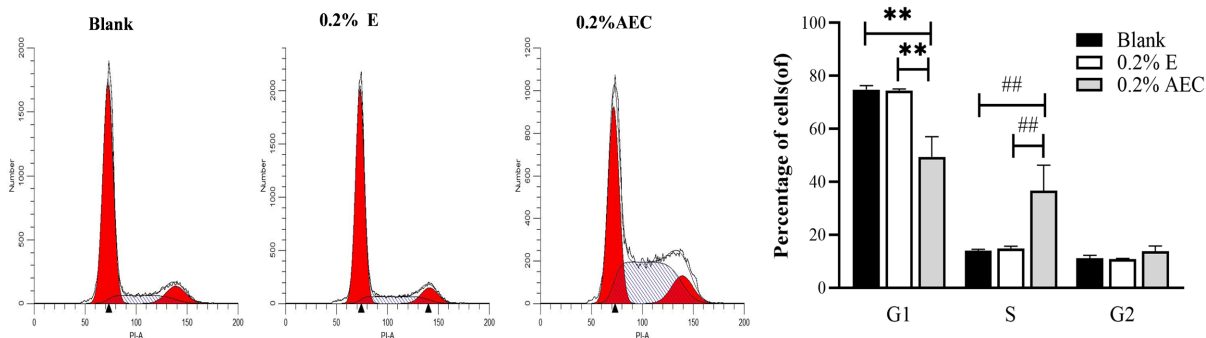 Blank
2000
1500
1000
500
0
Number
0 50 100 150 200
PI-A
0.2% E
2000
1500
1000
500
0
Number
0 50 100 150 200
PI-A
0.2%AEC
1200
1000
800
600
400
200
0
Number
0 50 100 150 200
PI-A
Percentage of cells(of)
100
80
60
40
20
0
**
**
##
##
Blank
0.2% E
0.2% AEC
G1 S G2